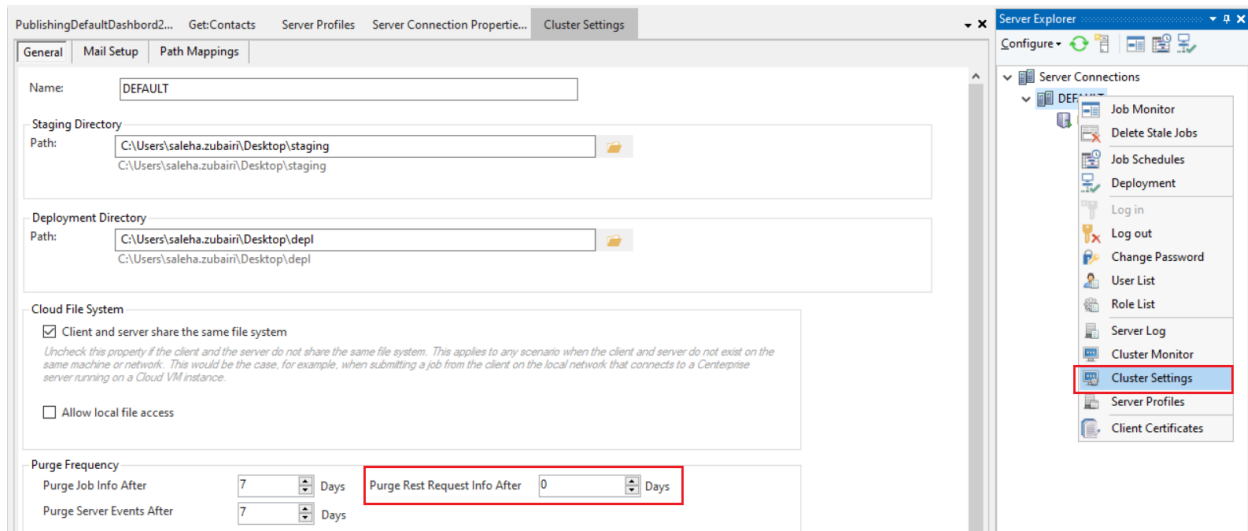 PublishingDefaultDashbord2... Get:Contacts Server Profiles Server Connection Propertie... Cluster Settings
General Mail Setup Path Mappings
Name: DEFAULT
Staging Directory
Path: C:\Users\saleha.zubairi\Desktop\staging
C:\Users\saleha.zubairi\Desktop\staging
Deployment Directory
Path: C:\Users\saleha.zubairi\Desktop\depl
C:\Users\saleha.zubairi\Desktop\depl
Cloud File System
Client and server share the same file system
Uncheck this property if the client and the server do not share the same file system. This applies to any scenario when the client and server do not exist on the
same machine or network. This would be the case, for example, when submitting a job from the client on the local network that connects to a Centerprise
server running on a Cloud VM instance.
Allow local file access
Purge Frequency
Purge Job Info After 7 Days Purge Rest Request Info After 0 Days
Purge Server Events After 7 Days
Server Explorer
Configure
Server Connections
Job Monitor
Delete Stale Jobs
Job Schedules
Deployment
Log in
Log out
Change Password
User List
Role List
Server Log
Cluster Monitor
Cluster Settings
Server Profiles
Client Certificates